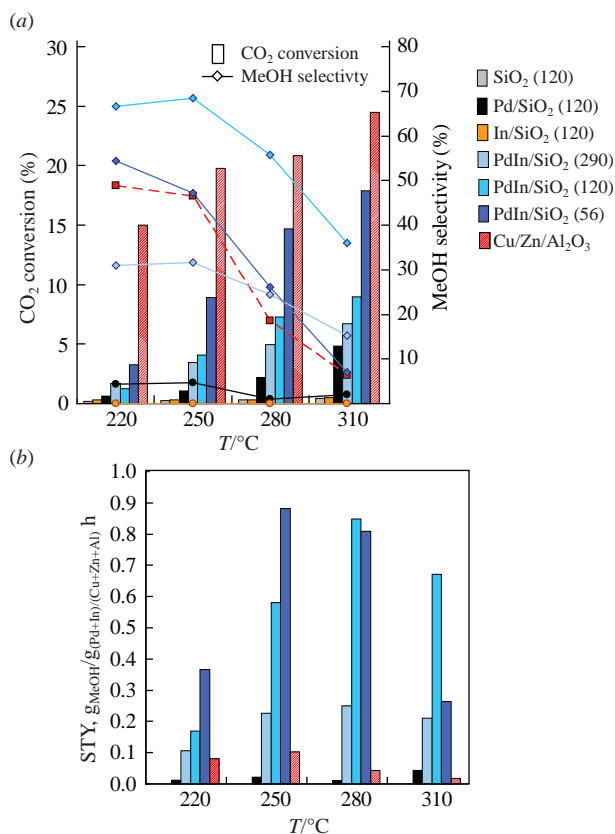 (a)
CO2 conversion
MeOH selectivty
30
25
20
15
10
5
0
CO2 conversion (%)
80
70
60
50
40
30
20
10
MeOH selectivity (%)
220 250 280 310
T/°C
SiO2 (120)
Pd/SiO2 (120)
In/SiO2 (120)
PdIn/SiO2 (290)
PdIn/SiO2 (120)
PdIn/SiO2 (56)
Cu/Zn/Al2O3
(b)
1.0
0.9
0.8
0.7
0.6
0.5
0.4
0.3
0.2
0.1
0.0
STY, gMeOH/g(Pd+In)/(Cu+Zn+Al) h
220 250 280 310
T/°C